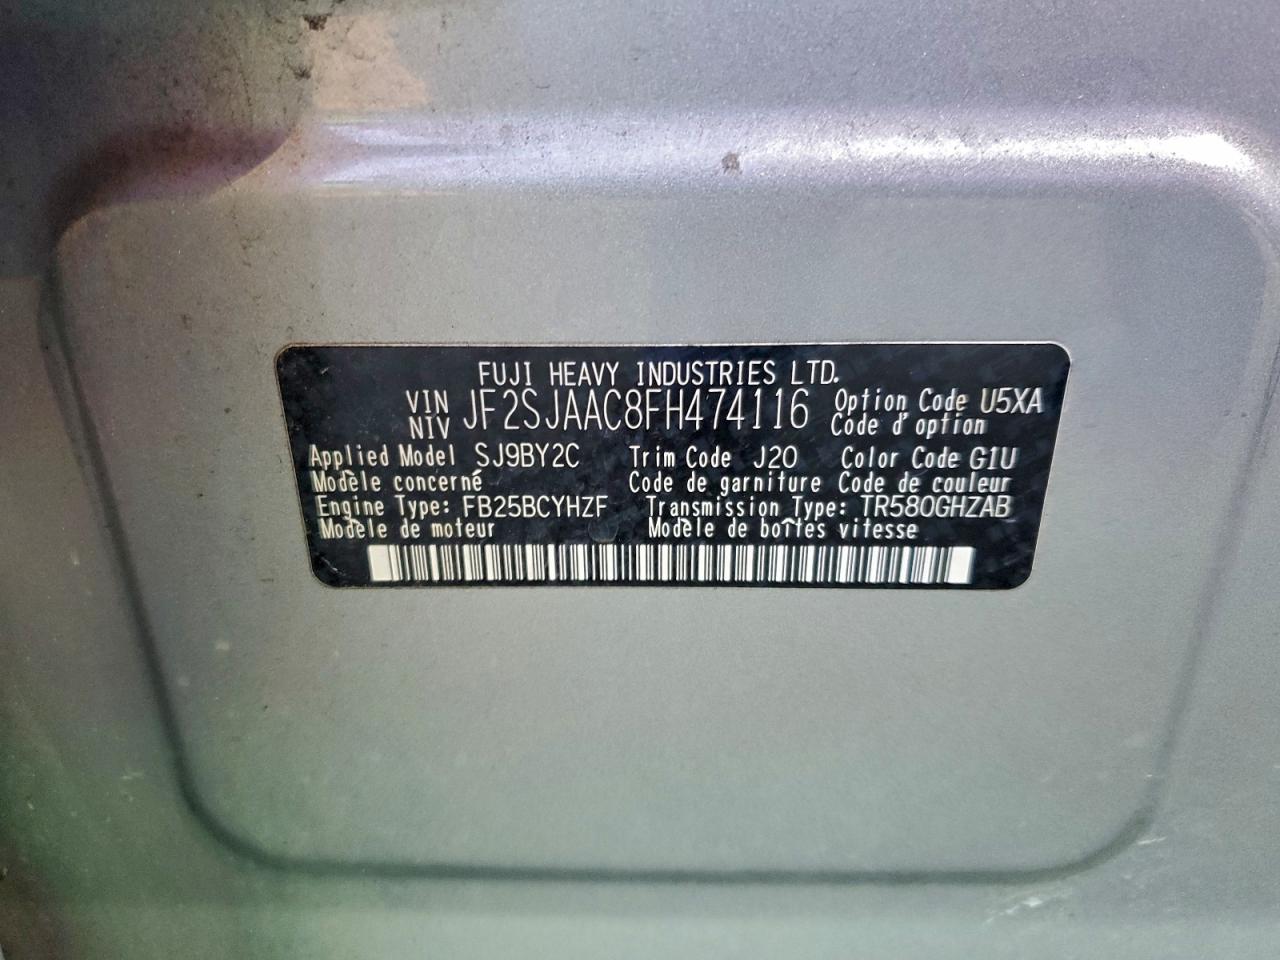 FUJI HEAVY INDUSTRIES LTD.
VIN JF2SJAAC8FH474116 Option Code U5XA
NIV Code d'option
Applied Model SJ9BY2C Trim Code J20 Color Code G1U
Modèle concerné Code de garniture Code de couleur
Engine Type: FB25BCYHZF Transmission Type: TR580GHZAB
Modèle de moteur Modèle de boîtes vitesse